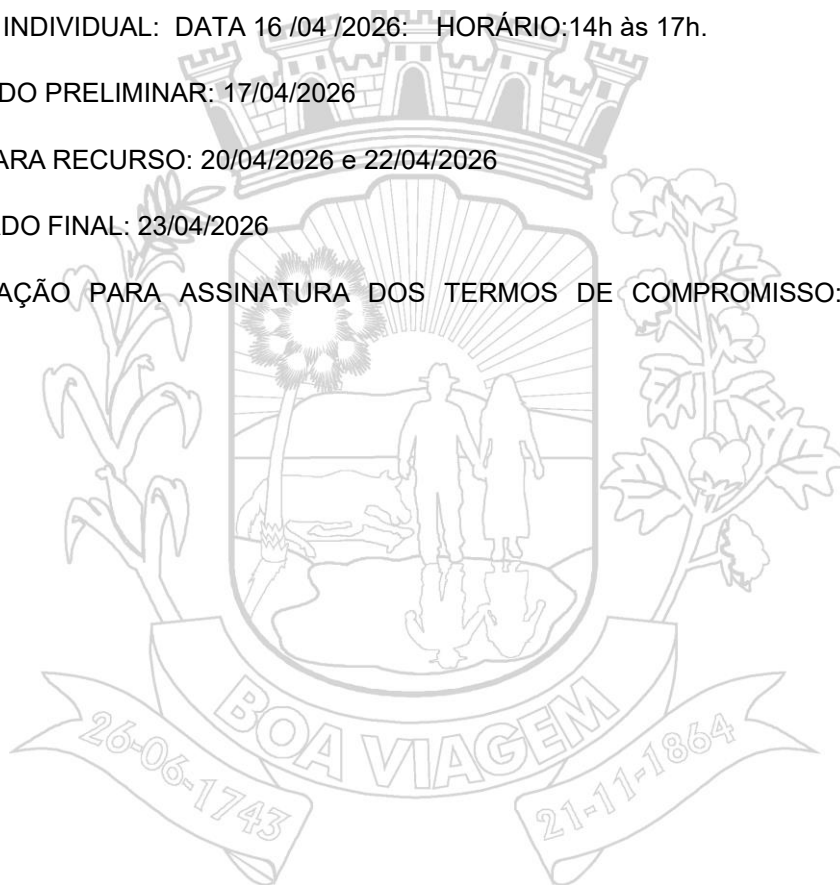 INDIVIDUAL: DATA 16 /04 /2026: HORÁRIO:14h às 17h.
DO PRELIMINAR: 17/04/2026
ARA RECURSO: 20/04/2026 e 22/04/2026
ADO FINAL: 23/04/2026
AÇÃO PARA ASSINATURA DOS TERMOS DE COMPROMISSO:
BOA VIAGEM
26-06-1743
21-11-1864